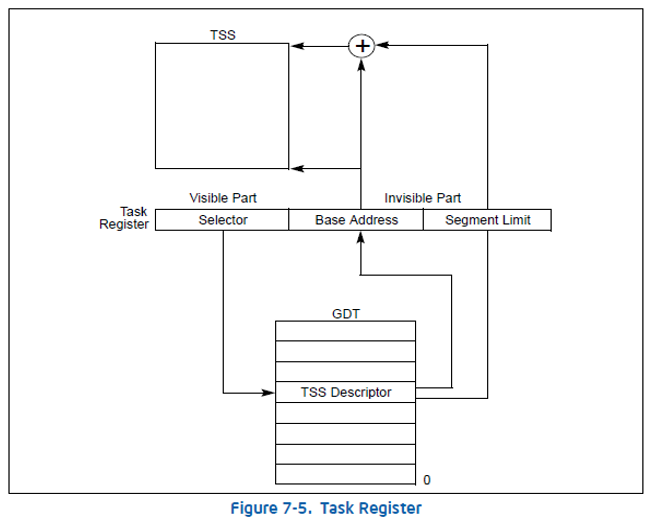 TSS
+
Visible Part
Invisible Part
Task
Register
Selector
Base Address
Segment Limit
GDT
TSS Descriptor
0
Figure 7-5. Task Register